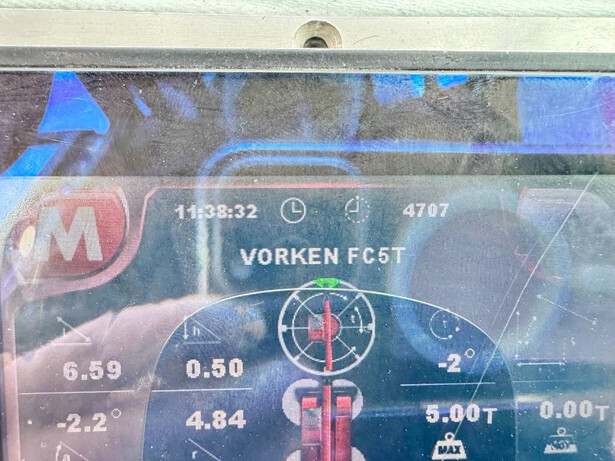 M
11:38:32 4707
VORKEN FC5T
h t
6.59 0.50 -2°
-2.2° 4.84 5.00T 0.00T
a r MAX